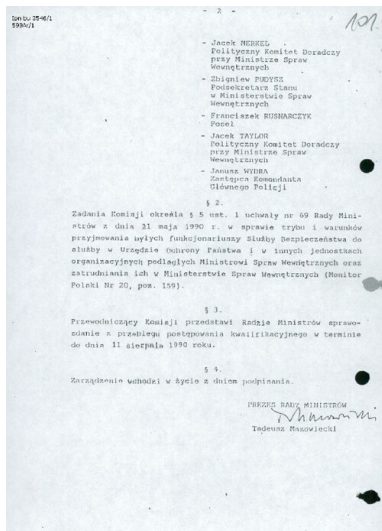 - 2 -
101
- Jacek MERKEL
Polityczny Komitet Doradczy
przy Ministrze Spraw
Wewnętrznych
- Zbigniew PUDYSZ
Podsekretarz Stanu
w Ministerstwie Spraw
Wewnętrznych
- Franciszek RUSNARCZYK
Poseł
- Jacek TAYLOR
Polityczny Komitet Doradczy
przy Ministrze Spraw
Wewnętrznych
- Janusz WYDRA
Zastępca Komendanta
Głównego Policji
§ 2.
Zadania Komisji określa § 5 ust. 1 uchwały nr 69 Rady Mini-
strów z dnia 21 maja 1990 r. w sprawie trybu i warunków
przyjmowania byłych funkcjonariuszy Służby Bezpieczeństwa do
służby w Urzędzie Ochrony Państwa i w innych jednostkach
organizacyjnych podległych Ministrowi Spraw Wewnętrznych oraz
zatrudniania ich w Ministerstwie Spraw Wewnętrznych (Monitor
Polski Nr 20, poz. 159).
§ 3.
Przewodniczący Komisji przedstawi Radzie Ministrów sprawo-
zdanie z przebiegu postępowania kwalifikacyjnego w terminie
do dnia 11 sierpnia 1990 roku.
§ 4.
Zarządzenie wchodzi w życie z dniem podpisania.
PREZES RADY MINISTRÓW
Tadeusz Mazowiecki